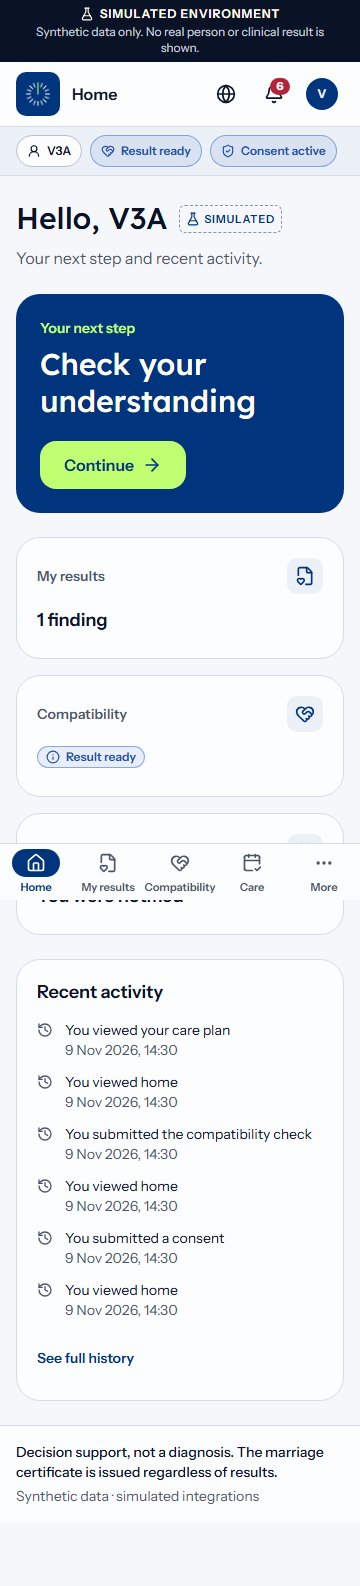 SIMULATED ENVIRONMENT
Synthetic data only. No real person or clinical result is
shown.
Home
6
V
V3A
Result ready
Consent active
Hello, V3A
SIMULATED
Your next step and recent activity.
Your next step
Check your
understanding
Continue
My results
1 finding
Compatibility
Result ready
Home
My results
Compatibility
Care
More
You were notified
Recent activity
You viewed your care plan
9 Nov 2026, 14:30
You viewed home
9 Nov 2026, 14:30
You submitted the compatibility check
9 Nov 2026, 14:30
You viewed home
9 Nov 2026, 14:30
You submitted a consent
9 Nov 2026, 14:30
You viewed home
9 Nov 2026, 14:30
See full history
Decision support, not a diagnosis. The marriage
certificate is issued regardless of results.
Synthetic data · simulated integrations